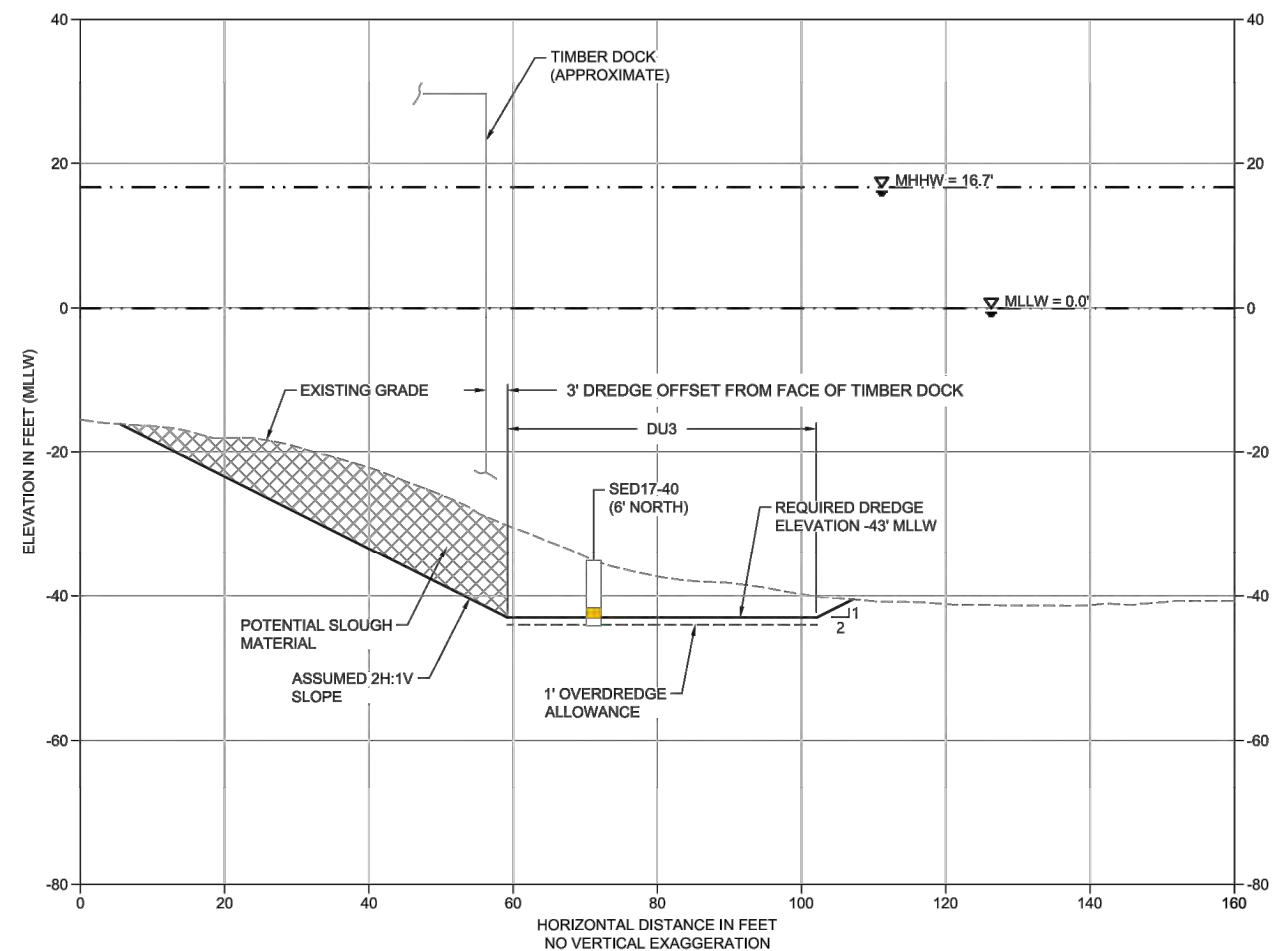 40
40
TIMBER DOCK
(APPROXIMATE)
20
20
MHHW = 16.7'
0
MLLW = 0.0'
0
ELEVATION IN FEET (MLLW)
EXISTING GRADE
3' DREDGE OFFSET FROM FACE OF TIMBER DOCK
DU3
-20
-20
SED17-40
(6' NORTH)
REQUIRED DREDGE
ELEVATION -43' MLLW
-40
-40
1
2
POTENTIAL SLOUGH
MATERIAL
ASSUMED 2H:1V
SLOPE
1' OVERDREDGE
ALLOWANCE
-60
-60
-80
-80
0 20 40 60 80 100 120 140 160
HORIZONTAL DISTANCE IN FEET
NO VERTICAL EXAGGERATION